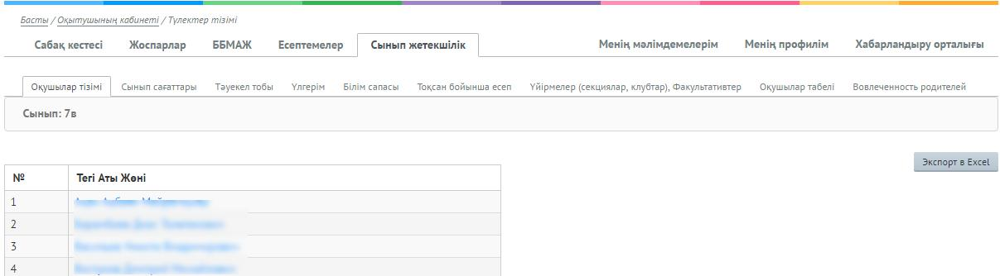 Басты / Оқытушының кабинеті / Түлектер тізімі
Сабақ кестесі Жоспарлар ББМАЖ Есептемелер Сынып жетекшілік Менің мәлімдемелерім Менің профилім Хабарландыру орталығы
Оқушылар тізімі Сынып сағаттары Тәуекел тобы Үлгерім Білім сапасы Тоқсан бойынша есеп Үйірмелер (секциялар, клубтар), Факультативтер Оқушылар табелі Вовлеченность родителей
Сынып: 7в
Экспорт в Excel
№ Тегі Аты Жөні
1
2
3
4